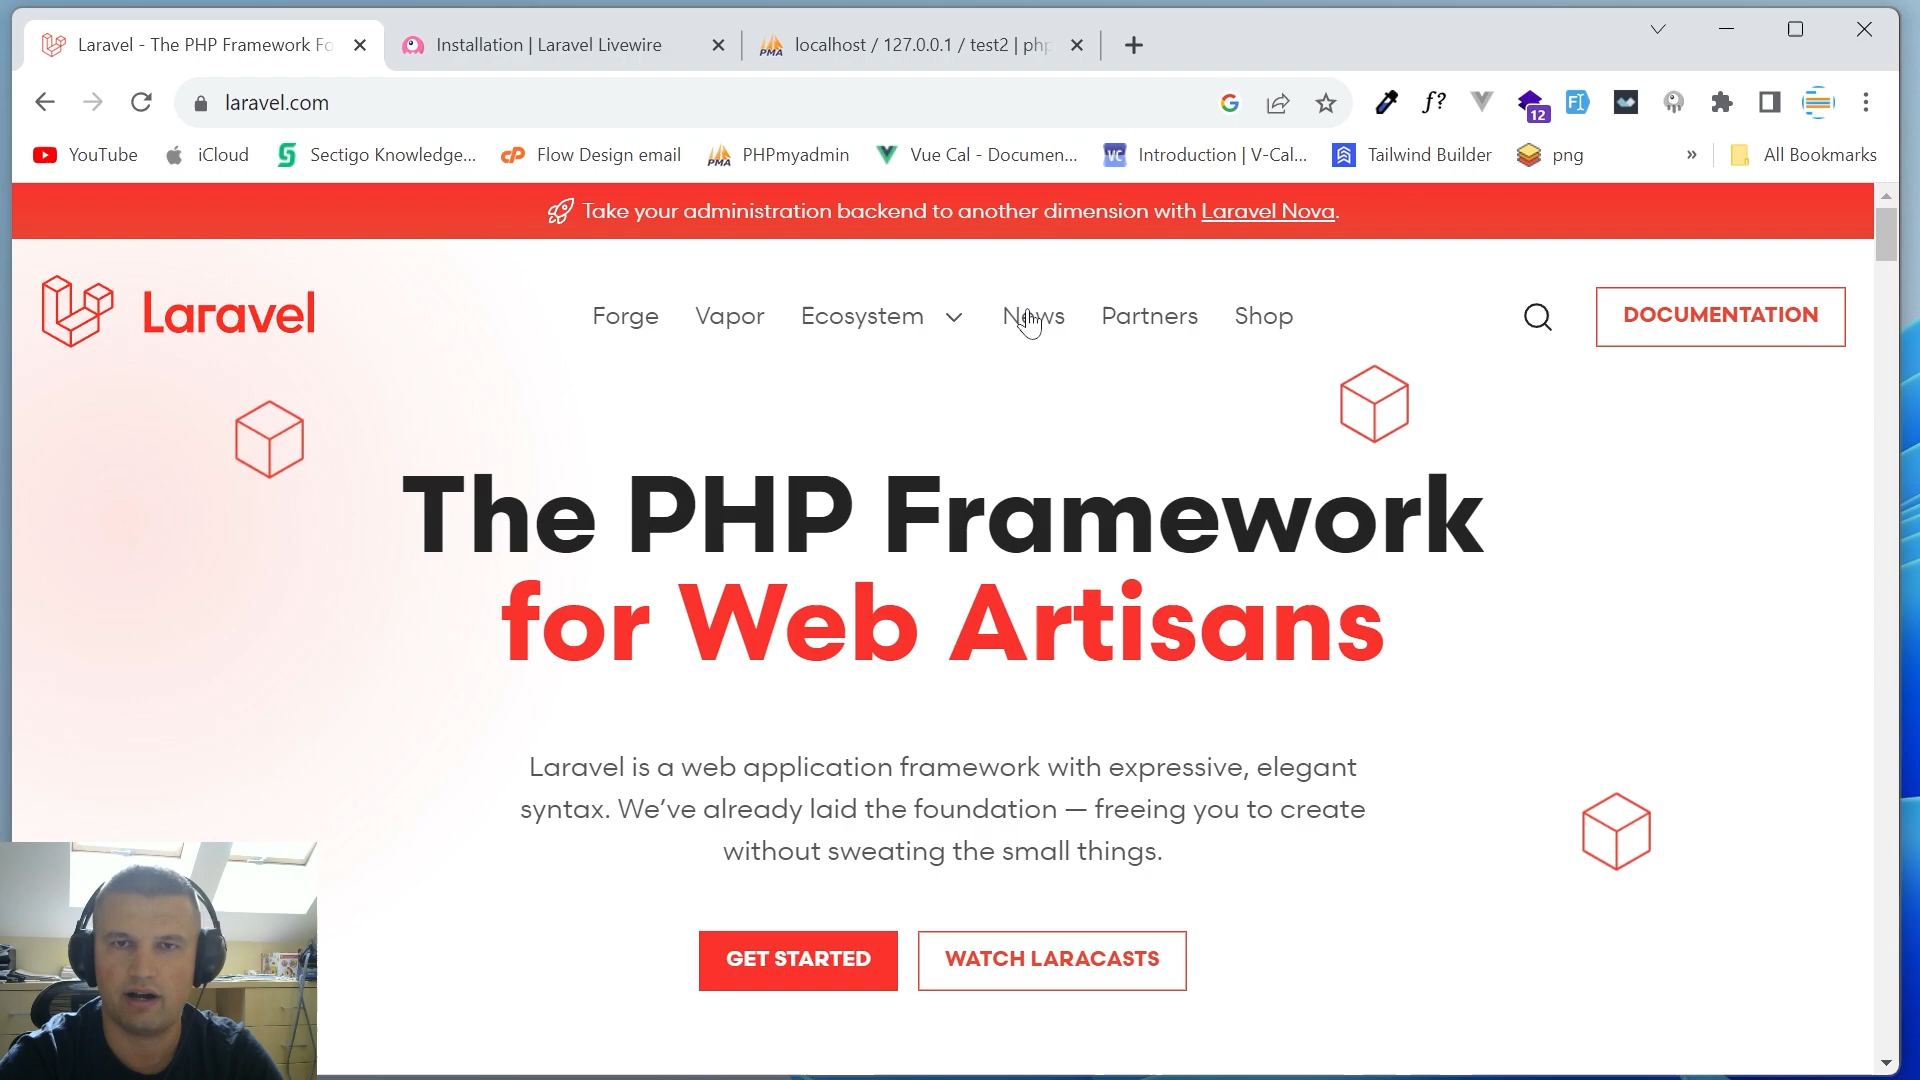 Laravel - The PHP Framework Fo
Installation | Laravel Livewire
localhost / 127.0.0.1 / test2 | php
laravel.com
f?
12
YouTube
iCloud
Sectigo Knowledge...
Flow Design email
PHPmyadmin
Vue Cal - Documen...
Introduction | V-Cal...
Tailwind Builder
png
»
All Bookmarks
Take your administration backend to another dimension with Laravel Nova.
Laravel
Forge
Vapor
Ecosystem
News
Partners
Shop
DOCUMENTATION
The PHP Framework
for Web Artisans
Laravel is a web application framework with expressive, elegant
syntax. We’ve already laid the foundation — freeing you to create
without sweating the small things.
GET STARTED
WATCH LARACASTS